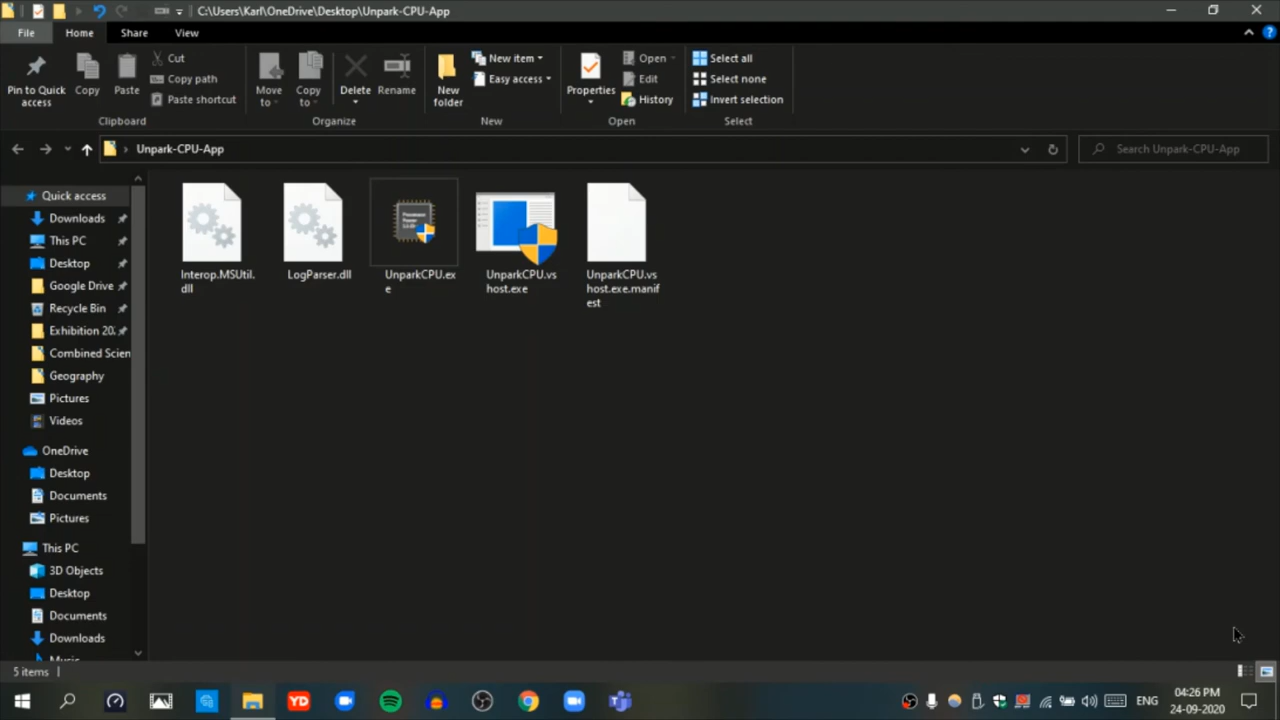 C:\Users\Karl\OneDrive\Desktop\Unpark-CPU-App
File Home Share View
Pin to Quick access
Copy
Paste
Cut
Copy path
Paste shortcut
Clipboard
Move to
Copy to
Delete
Rename
Organize
New folder
New item
Easy access
New
Properties
Open
Edit
History
Open
Select all
Select none
Invert selection
Select
Unpark-CPU-App
Search Unpark-CPU-App
Quick access
Downloads
This PC
Desktop
Google Drive
Recycle Bin
Exhibition 20
Combined Scien
Geography
Pictures
Videos
OneDrive
Desktop
Documents
Pictures
This PC
3D Objects
Desktop
Documents
Downloads
Music
Interop.MSUtil.
dll
LogParser.dll
UnparkCPU.ex
e
UnparkCPU.vs
host.exe
UnparkCPU.vs
host.exe.manif
est
5 items
YD
ENG
04:26 PM
24-09-2020